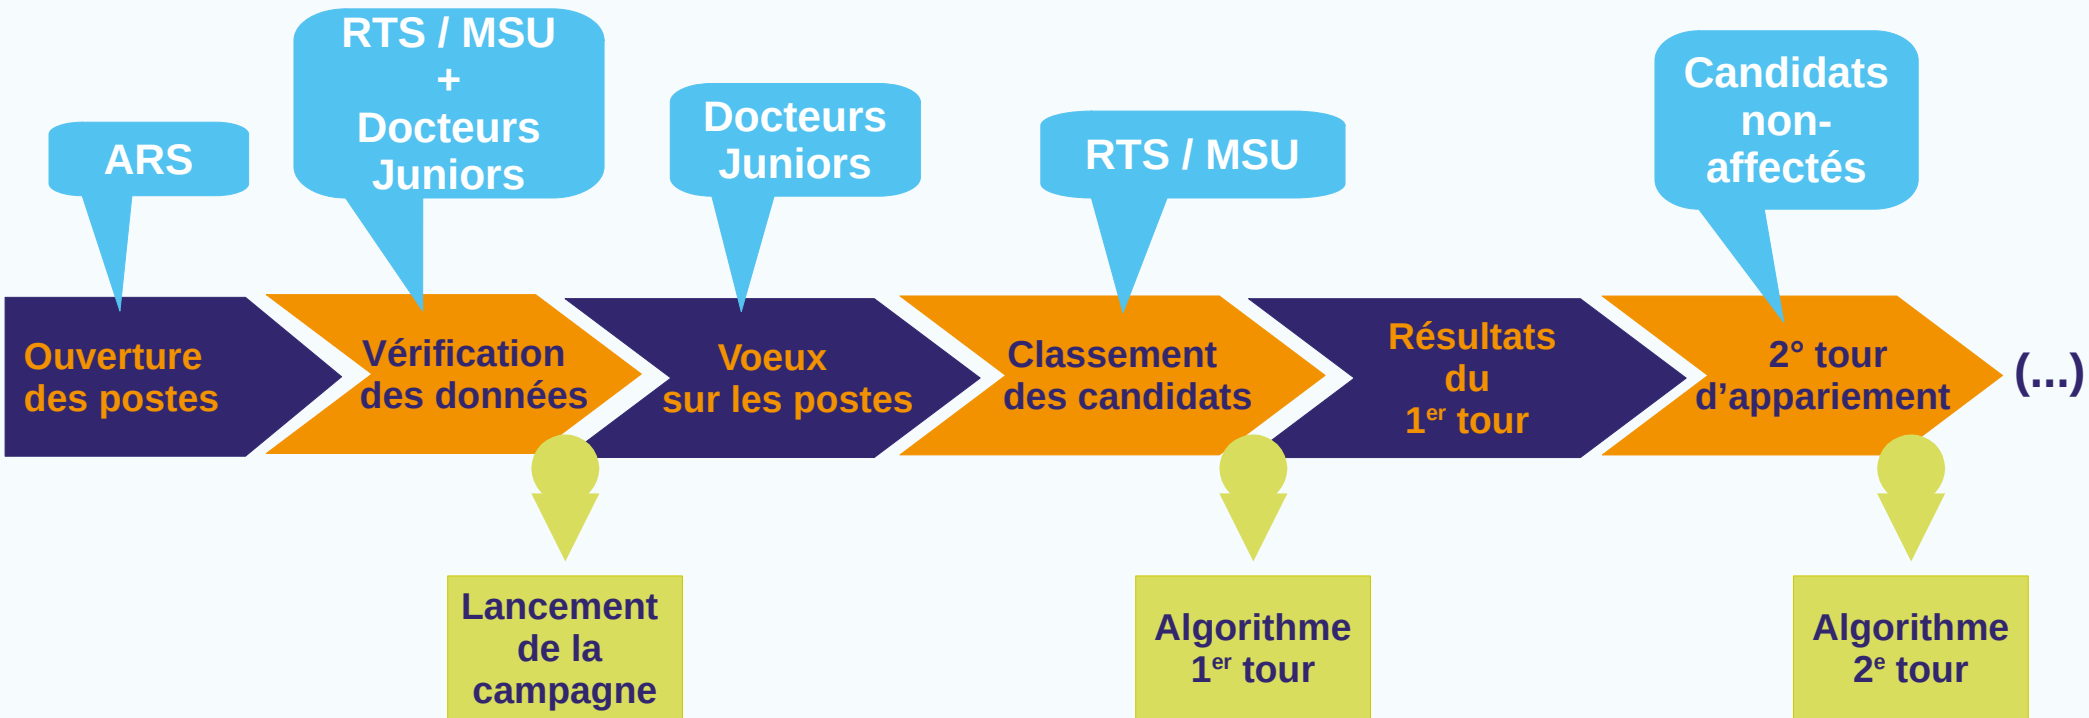 ARS
RTS / MSU
+
Docteurs
Juniors
Docteurs
Juniors
RTS / MSU
Candidats
non-
affectés
Ouverture
des postes
Vérification
des données
Voeux
sur les postes
Classement
des candidats
Résultats
du
1er tour
2° tour
d’appariement
(...)
Lancement
de la
campagne
Algorithme
1er tour
Algorithme
2e tour